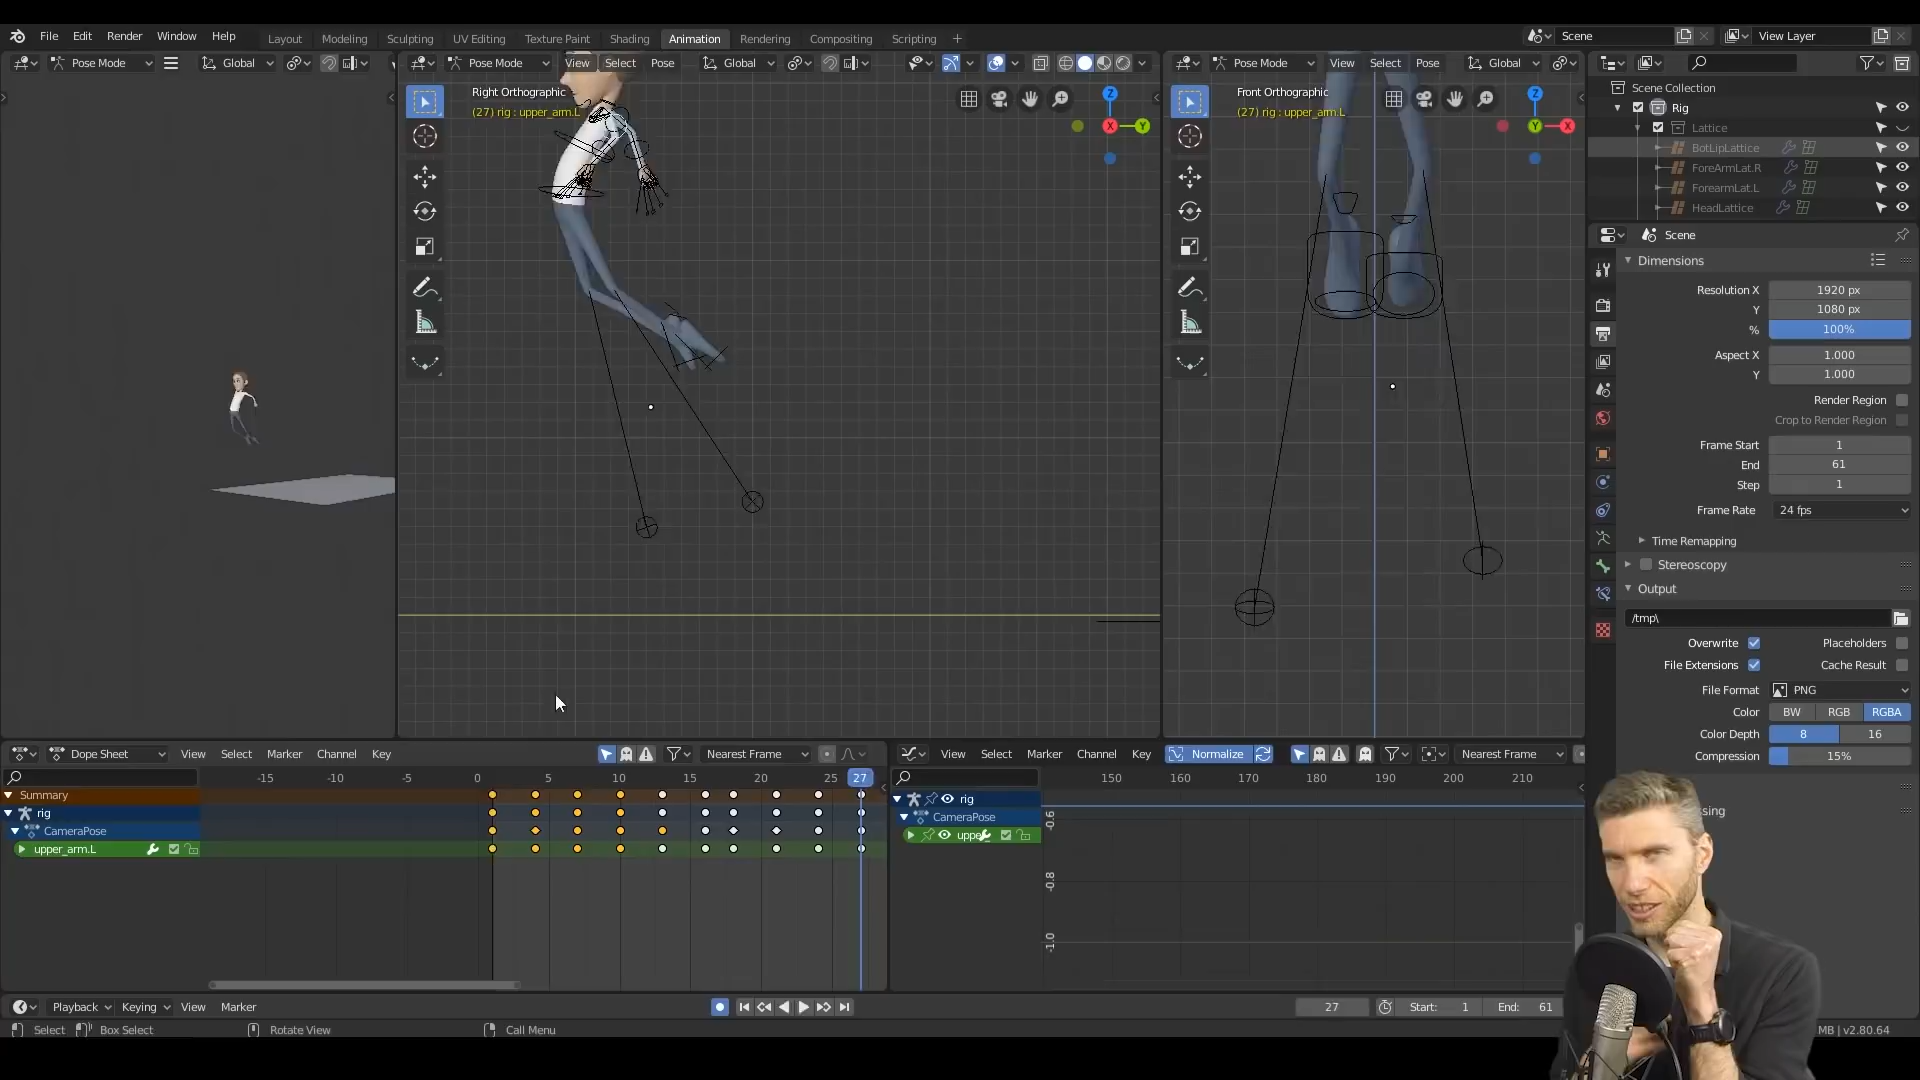 File Edit Render Window Help Layout Modeling Sculpting UV Editing Texture Paint Shading Animation Rendering Compositing Scripting + Scene View Layer
Pose Mode Global Pose Mode View Select Pose Global Pose Mode View Select Pose Global
Right Orthographic
(27) rig : upper_arm.L
Z
X
Y
Front Orthographic
(27) rig : upper_arm.L
Z
Y
X
Scene Collection
Rig
Lattice
BotLipLattice
ForeArmLat.R
ForearmLat.L
HeadLattice
Scene
Dimensions
Resolution X 1920 px
Y 1080 px
% 100%
Aspect X 1.000
Y 1.000
Render Region
Crop to Render Region
Frame Start 1
End 61
Step 1
Frame Rate 24 fps
Time Remapping
Stereoscopy
Output
/tmp\
Overwrite Placeholders
File Extensions Cache Result
File Format PNG
Color BW RGB RGBA
Color Depth 8 16
Compression 15%
ssing
Dope Sheet View Select Marker Channel Key Nearest Frame
-15 -10 -5 0 5 10 15 20 25 27
Summary
rig
CameraPose
upper_arm.L
View Select Marker Channel Key Normalize Nearest Frame
150 160 170 180 190 200 210
rig
CameraPose
uppe
-0.6
-0.8
-1.0
Playback Keying View Marker 27 Start: 1 End: 61
Select Box Select Rotate View Call Menu MB | v2.80.64